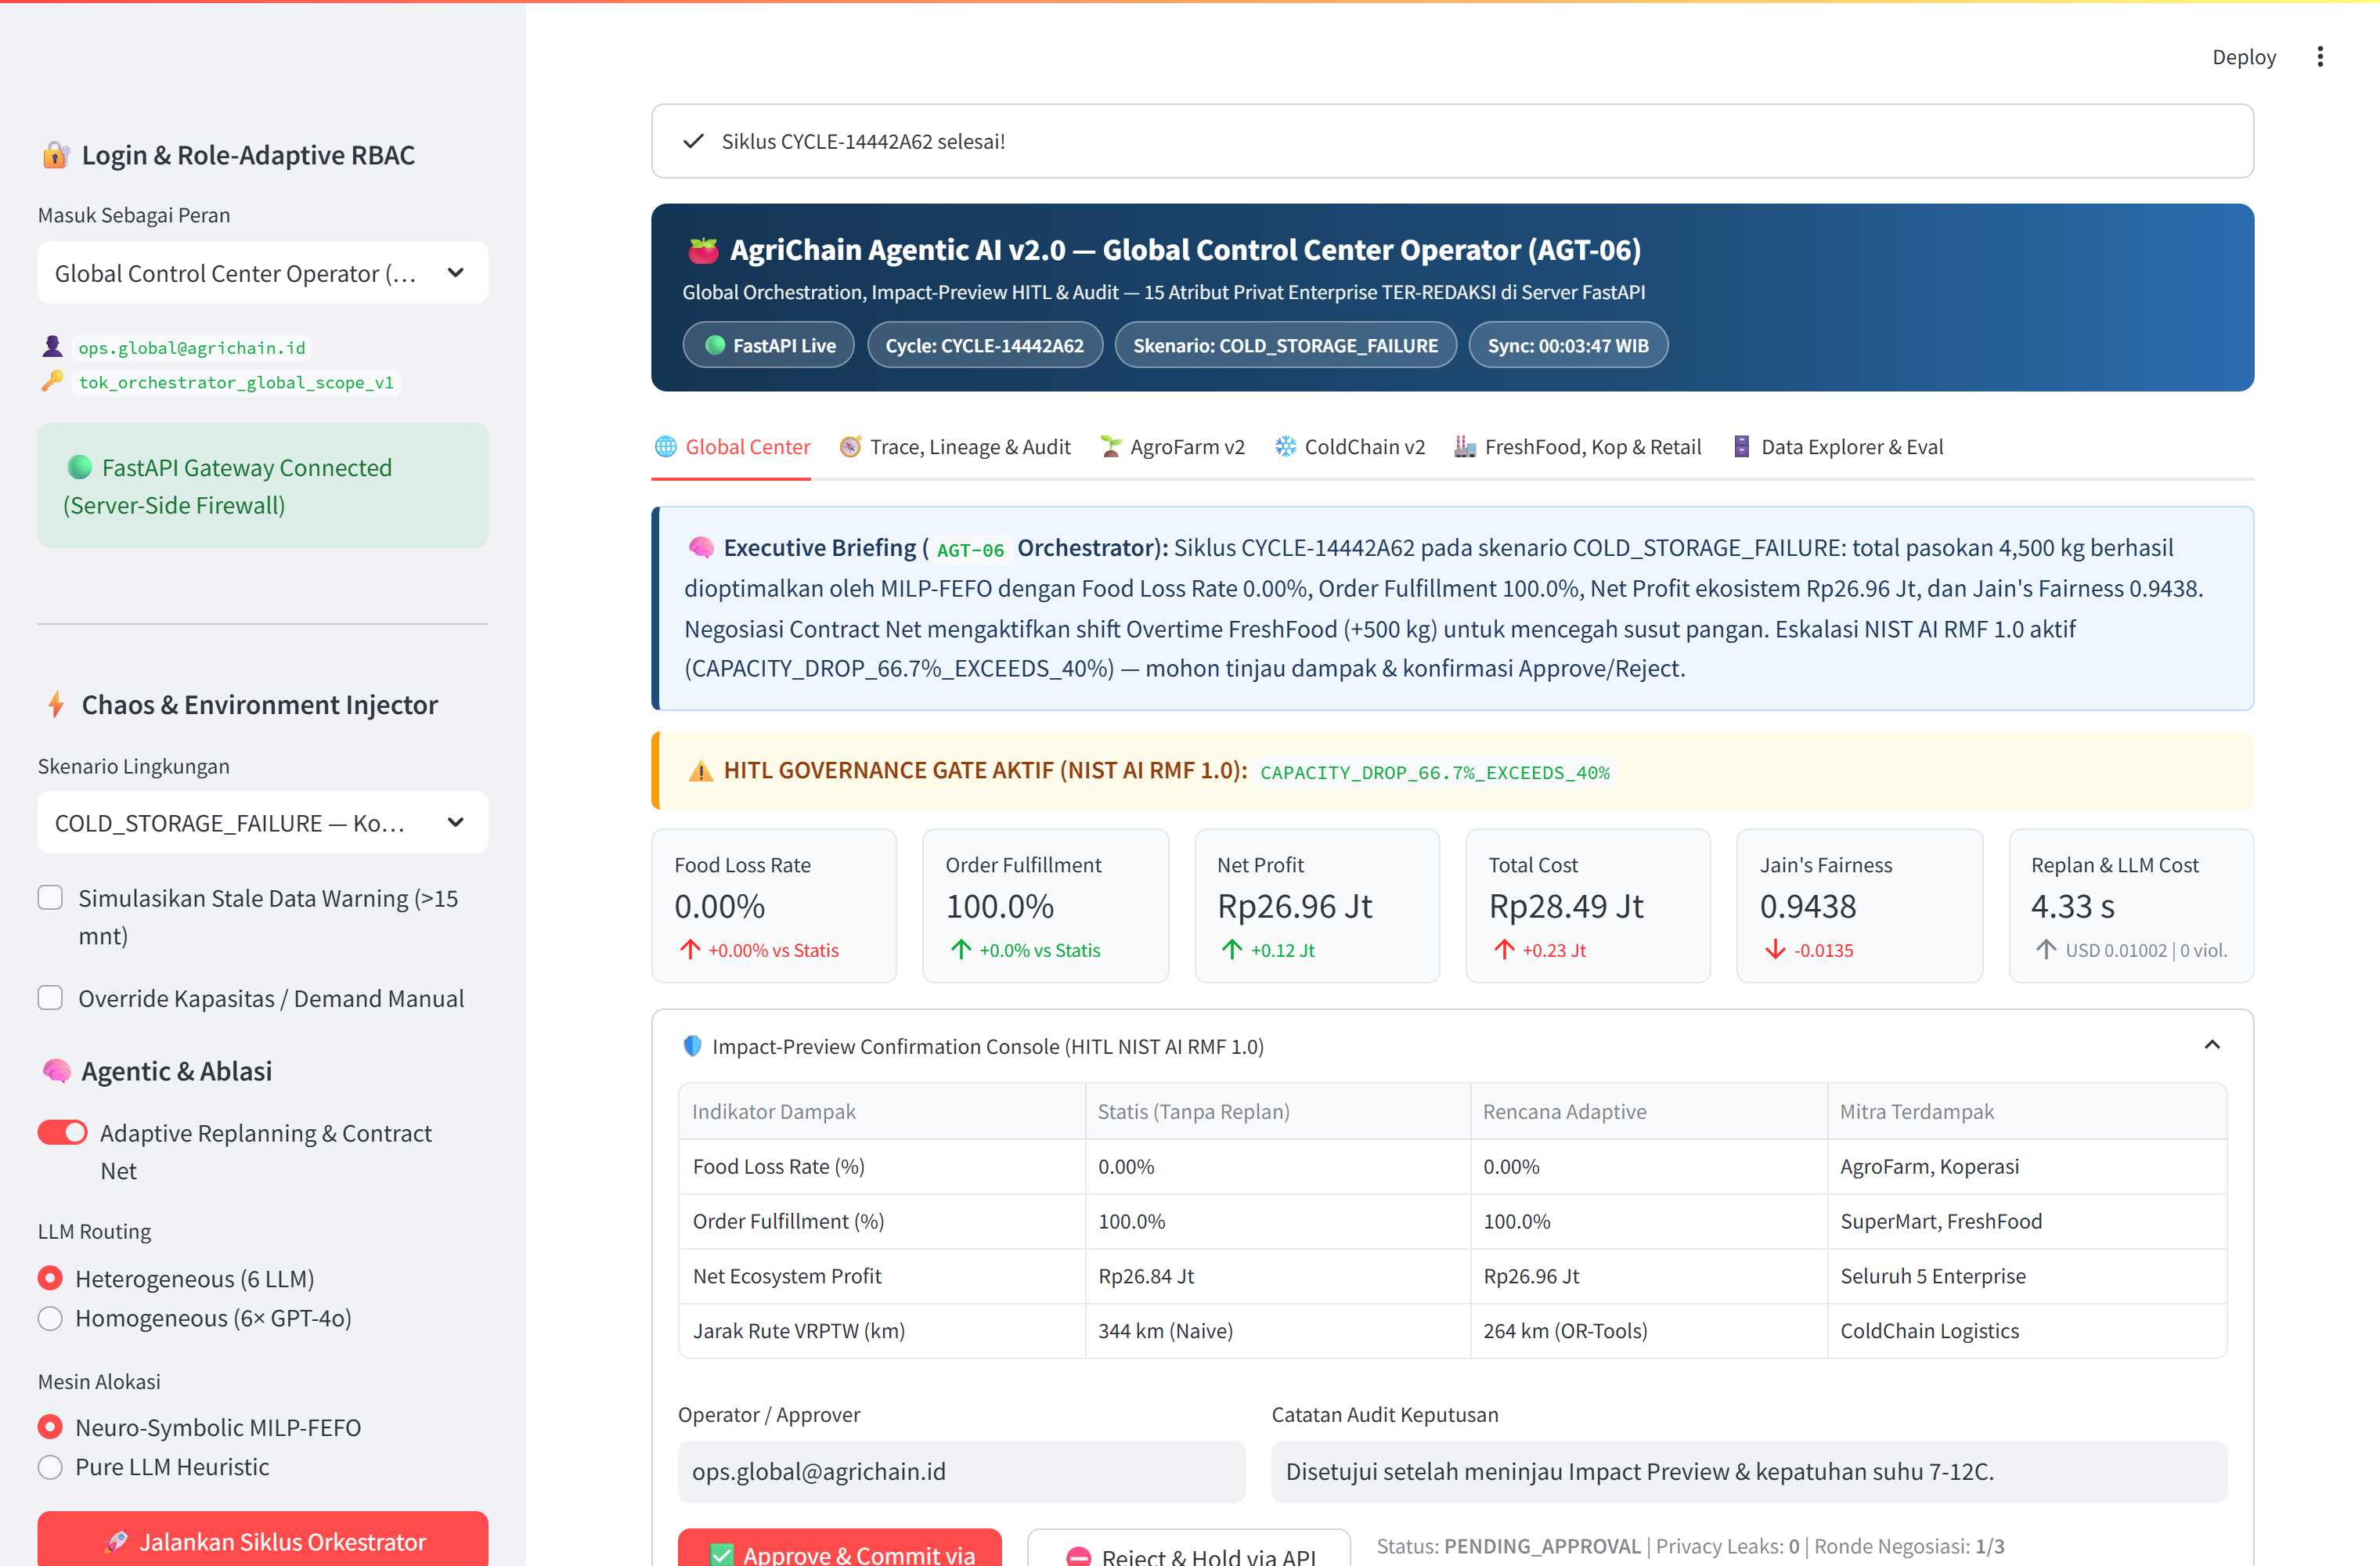 Deploy
Login & Role-Adaptive RBAC
Masuk Sebagai Peran
Global Control Center Operator (...
ops.global@agrichain.id
tok_orchestrator_global_scope_v1
FastAPI Gateway Connected
(Server-Side Firewall)
Chaos & Environment Injector
Skenario Lingkungan
COLD_STORAGE_FAILURE — Ko...
Simulasikan Stale Data Warning (>15
mnt)
Override Kapasitas / Demand Manual
Agentic & Ablasi
Adaptive Replanning & Contract
Net
LLM Routing
Heterogeneous (6 LLM)
Homogeneous (6× GPT-4o)
Mesin Alokasi
Neuro-Symbolic MILP-FEFO
Pure LLM Heuristic
Jalankan Siklus Orkestrator
Siklus CYCLE-14442A62 selesai!
AgriChain Agentic AI v2.0 — Global Control Center Operator (AGT-06)
Global Orchestration, Impact-Preview HITL & Audit — 15 Atribut Privat Enterprise TER-REDAKSI di Server FastAPI
FastAPI Live Cycle: CYCLE-14442A62 Skenario: COLD_STORAGE_FAILURE Sync: 00:03:47 WIB
Global Center Trace, Lineage & Audit AgroFarm v2 ColdChain v2 FreshFood, Kop & Retail Data Explorer & Eval
Executive Briefing ( AGT-06 Orchestrator): Siklus CYCLE-14442A62 pada skenario COLD_STORAGE_FAILURE: total pasokan 4,500 kg berhasil
dioptimalkan oleh MILP-FEFO dengan Food Loss Rate 0.00%, Order Fulfillment 100.0%, Net Profit ekosistem Rp26.96 Jt, dan Jain's Fairness 0.9438.
Negosiasi Contract Net mengaktifkan shift Overtime FreshFood (+500 kg) untuk mencegah susut pangan. Eskalasi NIST AI RMF 1.0 aktif
(CAPACITY_DROP_66.7%_EXCEEDS_40%) — mohon tinjau dampak & konfirmasi Approve/Reject.
HITL GOVERNANCE GATE AKTIF (NIST AI RMF 1.0): CAPACITY_DROP_66.7%_EXCEEDS_40%
Food Loss Rate
0.00%
+0.00% vs Statis
Order Fulfillment
100.0%
+0.0% vs Statis
Net Profit
Rp26.96 Jt
+0.12 Jt
Total Cost
Rp28.49 Jt
+0.23 Jt
Jain's Fairness
0.9438
-0.0135
Replan & LLM Cost
4.33 s
USD 0.01002 | 0 viol.
Impact-Preview Confirmation Console (HITL NIST AI RMF 1.0)
Indikator Dampak Statis (Tanpa Replan) Rencana Adaptive Mitra Terdampak
Food Loss Rate (%) 0.00% 0.00% AgroFarm, Koperasi
Order Fulfillment (%) 100.0% 100.0% SuperMart, FreshFood
Net Ecosystem Profit Rp26.84 Jt Rp26.96 Jt Seluruh 5 Enterprise
Jarak Rute VRPTW (km) 344 km (Naive) 264 km (OR-Tools) ColdChain Logistics
Operator / Approver
ops.global@agrichain.id
Catatan Audit Keputusan
Disetujui setelah meninjau Impact Preview & kepatuhan suhu 7-12C.
Approve & Commit via
Reject & Hold via API
Status: PENDING_APPROVAL | Privacy Leaks: 0 | Ronde Negosiasi: 1/3